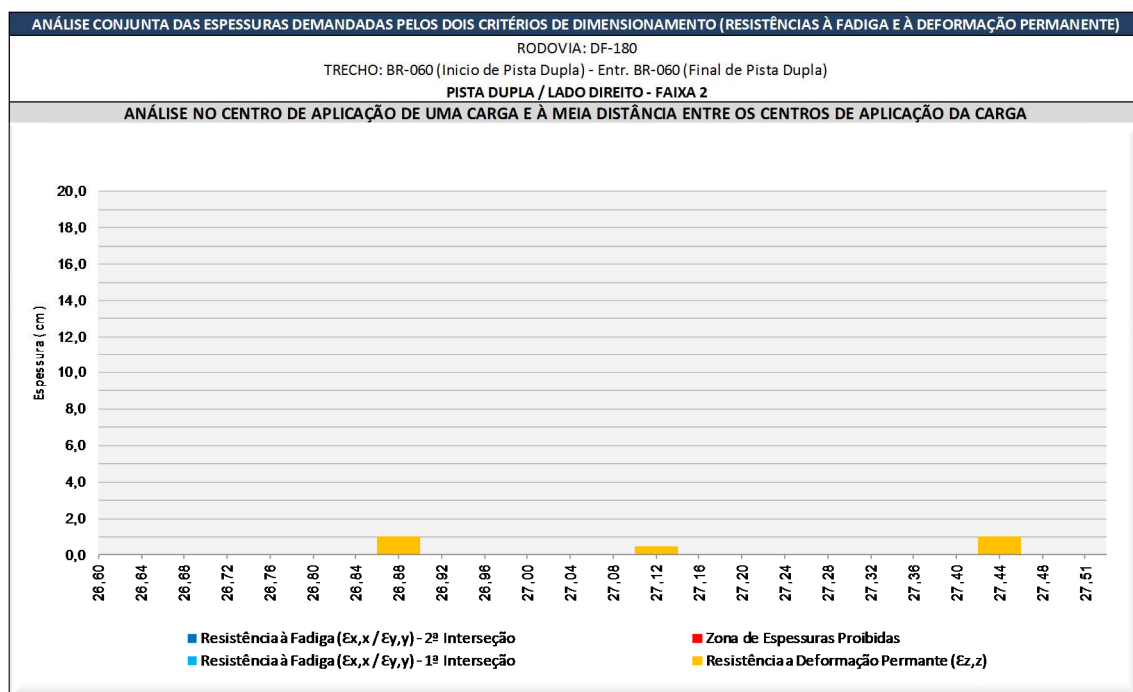 ANÁLISE CONJUNTA DAS ESPESSURAS DEMANDADAS PELOS DOIS CRITÉRIOS DE DIMENSIONAMENTO (RESISTÊNCIAS À FADIGA E À DEFORMAÇÃO PERMANENTE)
RODOVIA: DF-180
TRECHO: BR-060 (Inicio de Pista Dupla) - Entr. BR-060 (Final de Pista Dupla)
PISTA DUPLA / LADO DIREITO - FAIXA 2
ANÁLISE NO CENTRO DE APLICAÇÃO DE UMA CARGA E À MEIA DISTÂNCIA ENTRE OS CENTROS DE APLICAÇÃO DA CARGA
Espessura (cm)
20,0
18,0
16,0
14,0
12,0
10,0
8,0
6,0
4,0
2,0
0,0
26,60 26,64 26,68 26,72 26,76 26,80 26,84 26,88 26,92 26,96 27,00 27,04 27,08 27,12 27,16 27,20 27,24 27,28 27,32 27,36 27,40 27,44 27,48 27,51
Resistência à Fadiga (Ɛx,x / Ɛy,y) - 2ª Interseção
Zona de Espessuras Proibidas
Resistência à Fadiga (Ɛx,x / Ɛy,y) - 1ª Interseção
Resistência a Deformação Permante (Ɛz,z)